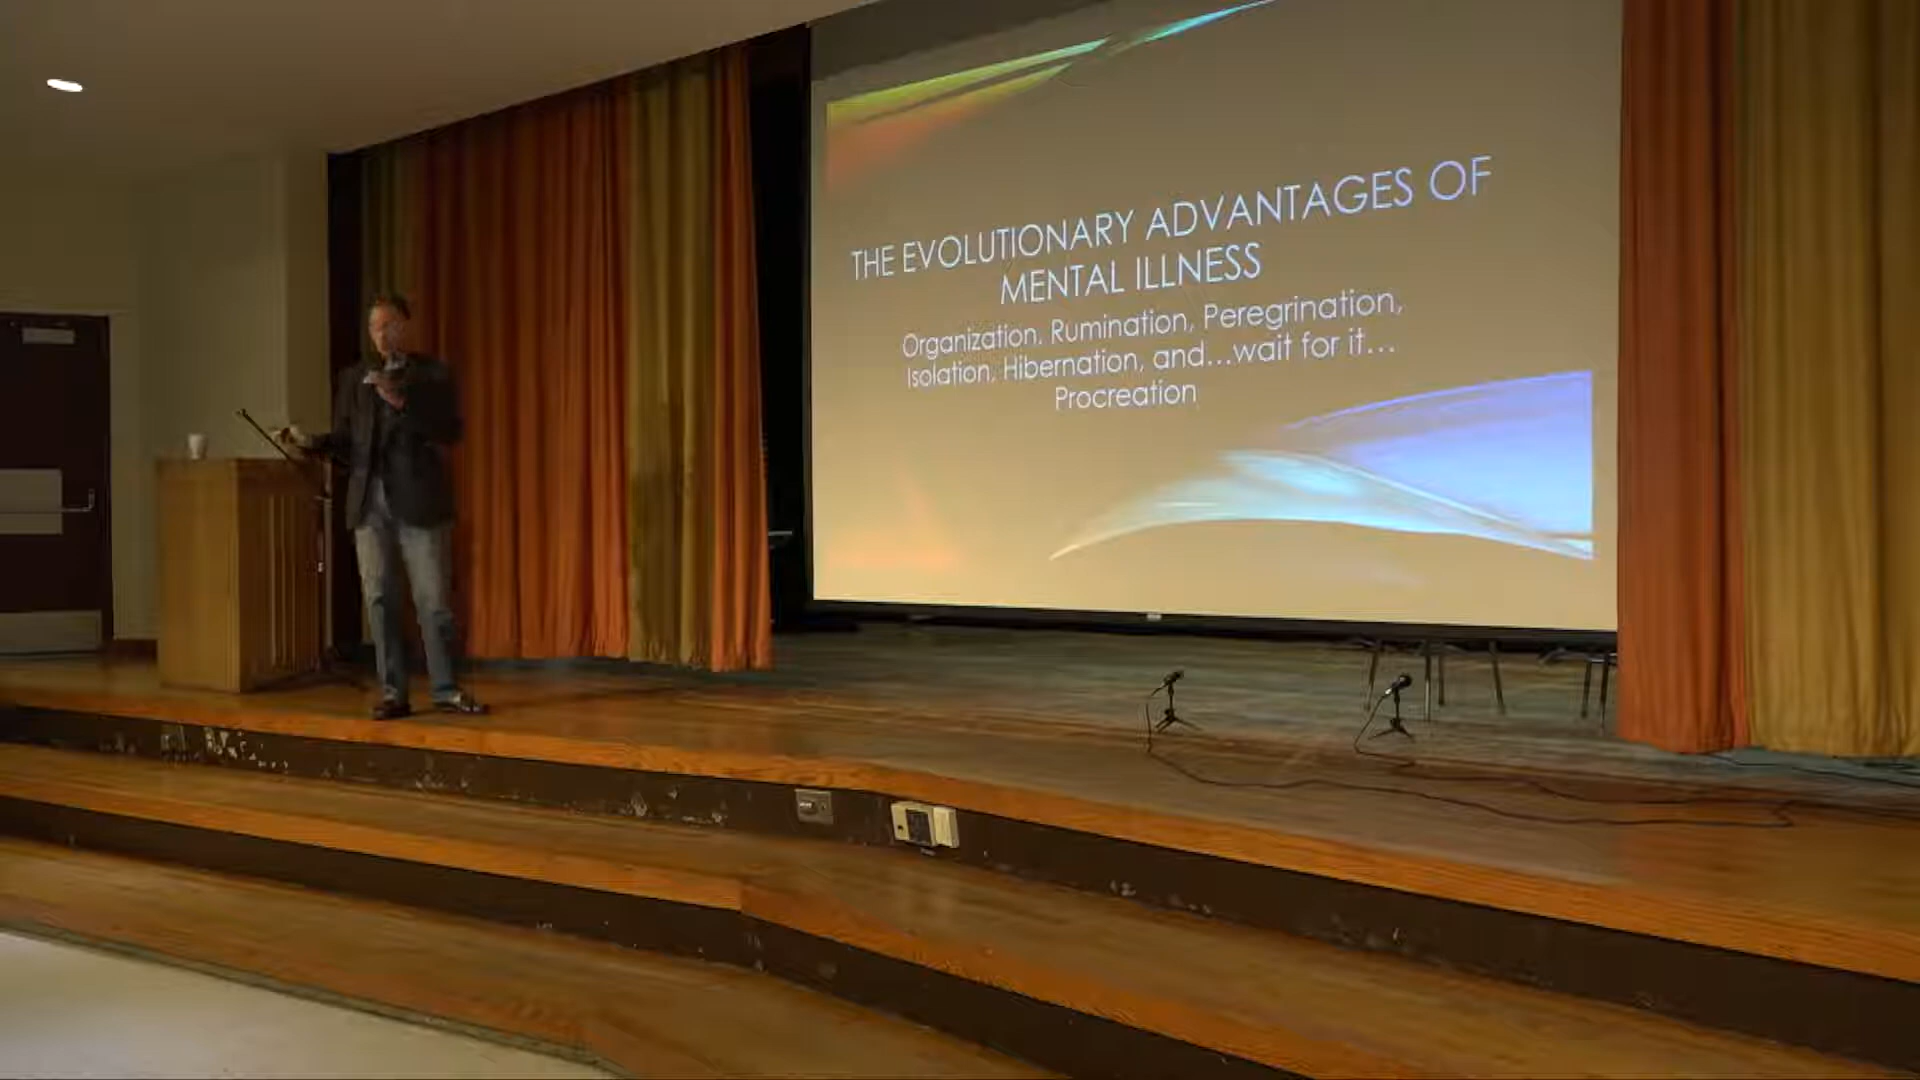 THE EVOLUTIONARY ADVANTAGES OF
MENTAL ILLNESS
Organization, Rumination, Peregrination,
Isolation, Hibernation, and...wait for it...
Procreation